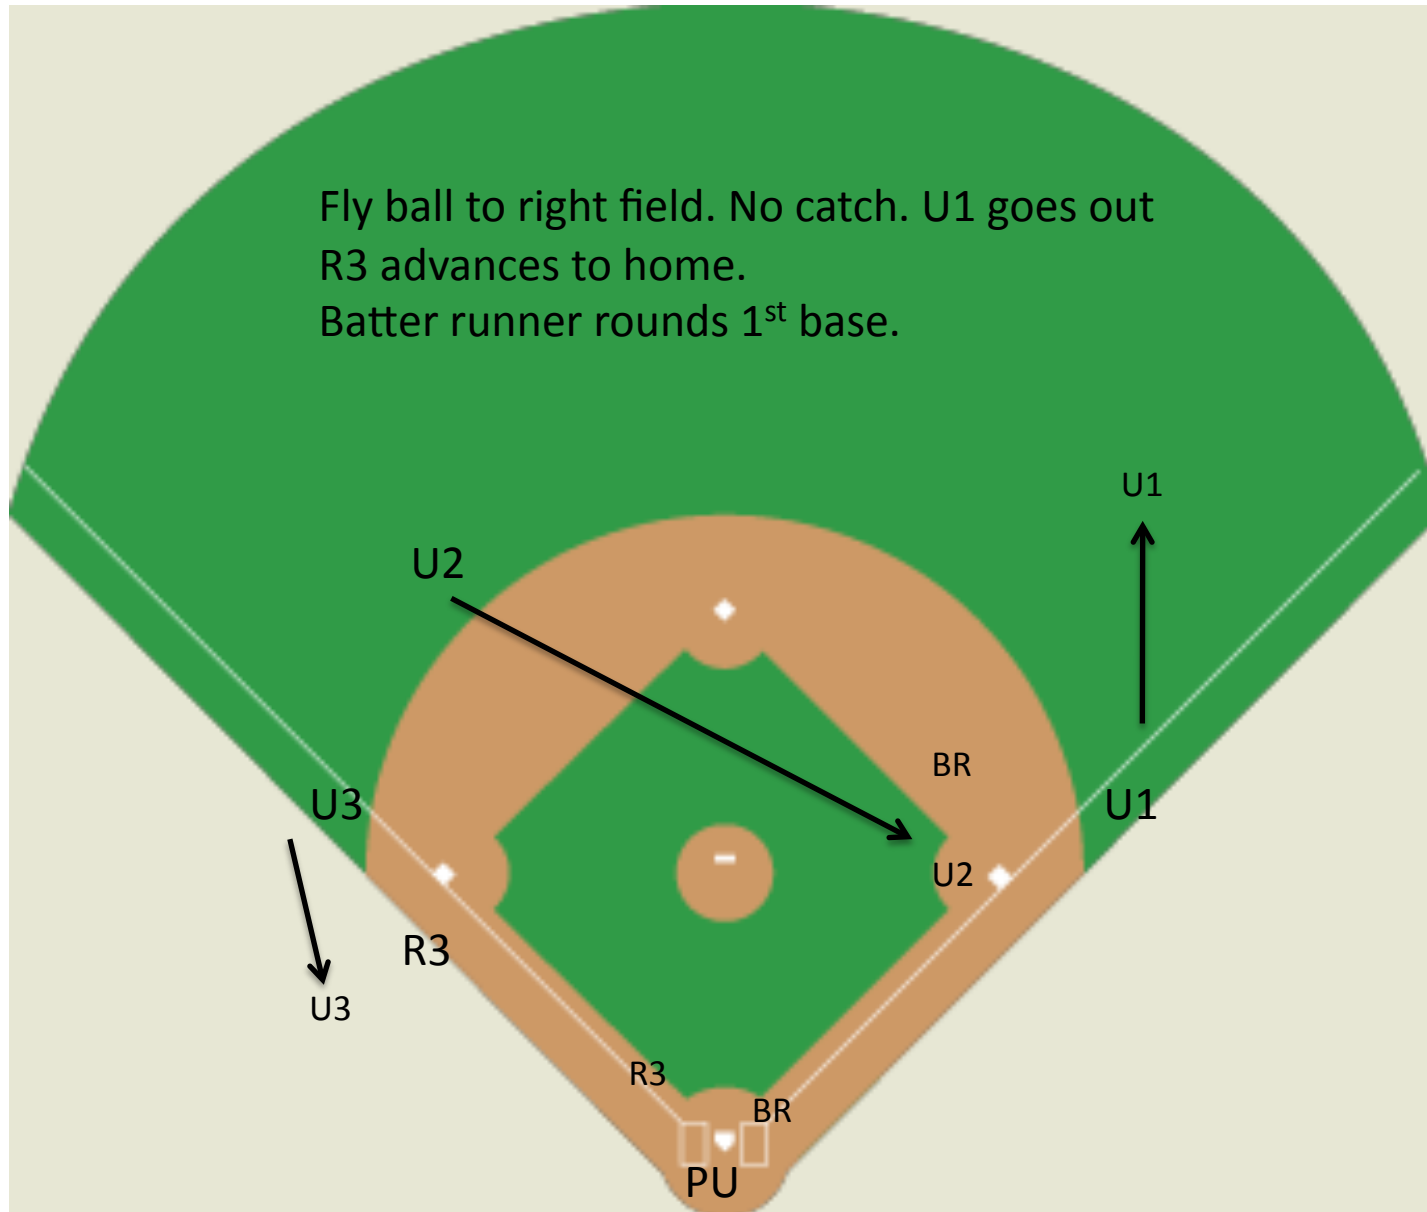 Fly ball to right field. No catch. U1 goes out
R3 advances to home.
Batter runner rounds 1st base.
U1
U2
BR
U3
U1
U2
R3
U3
R3
BR
PU